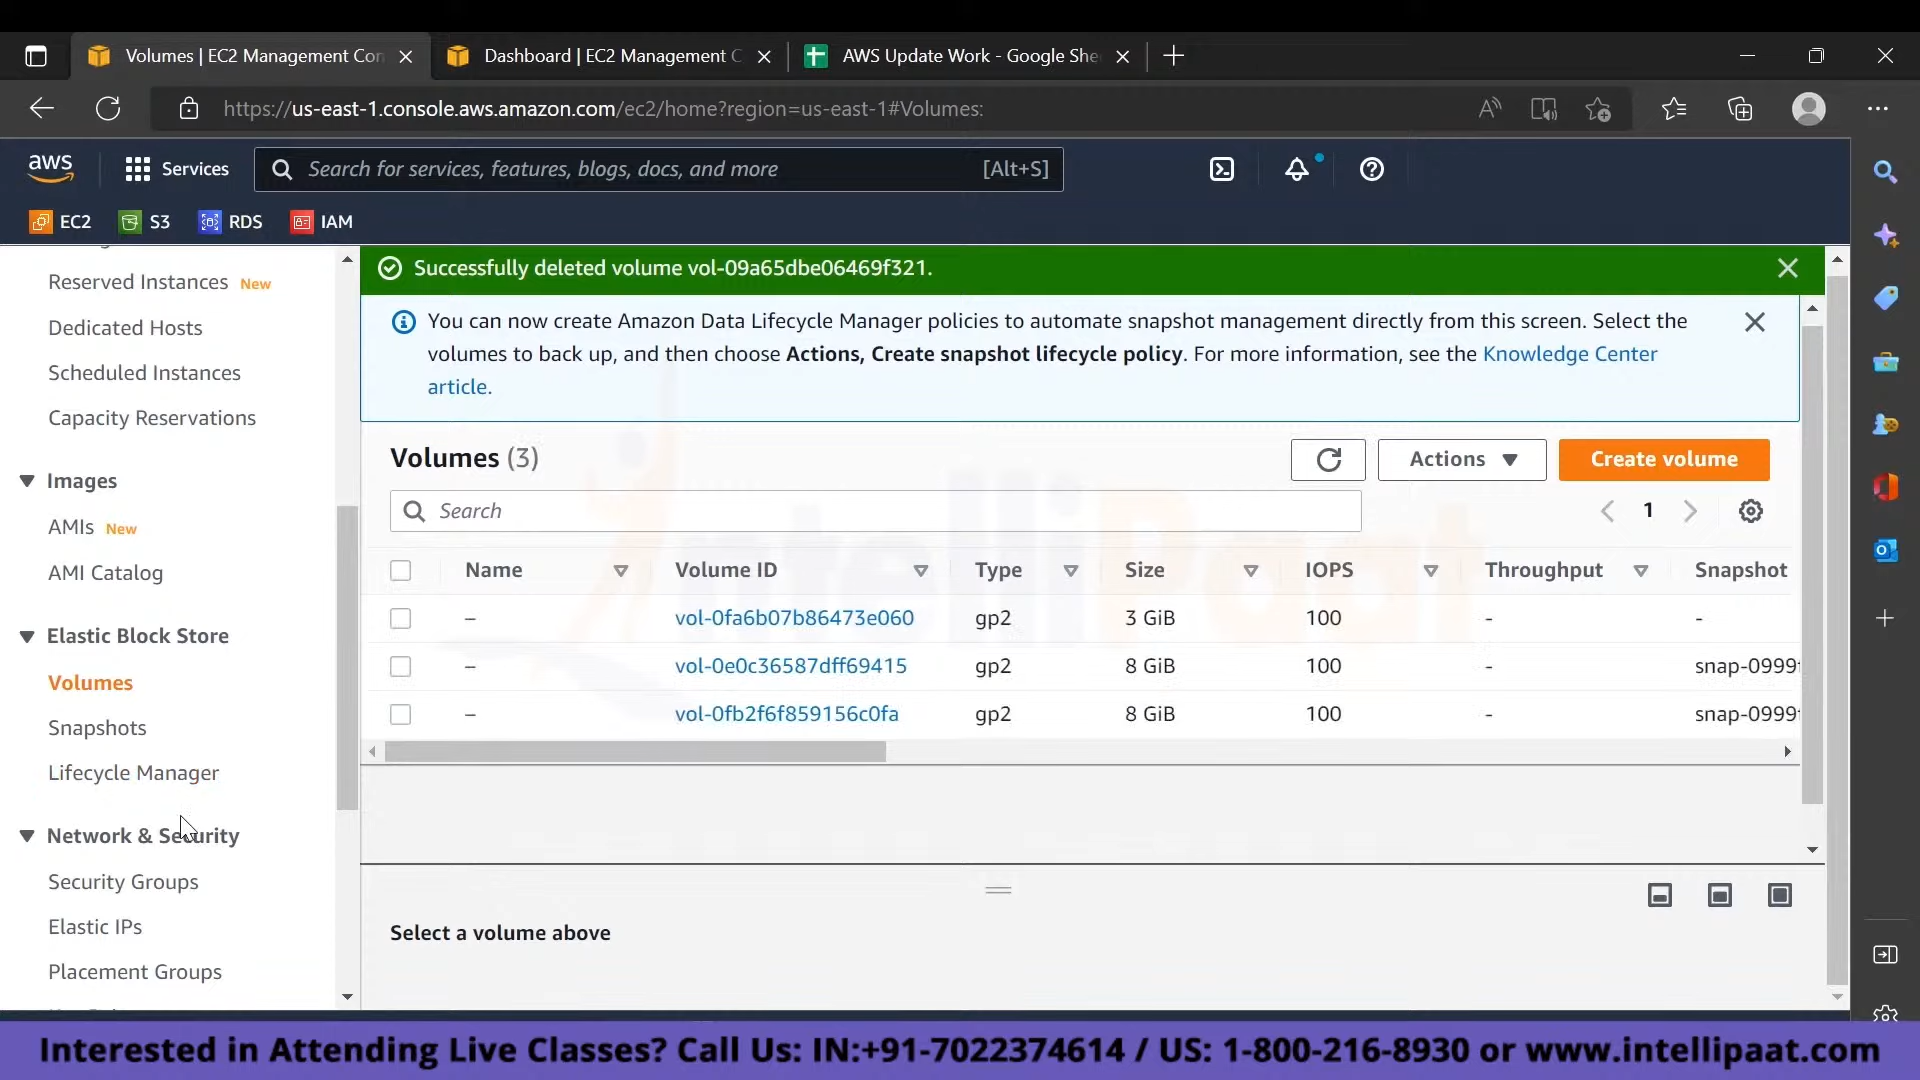 Volumes | EC2 Management Con
Dashboard | EC2 Management C
AWS Update Work - Google She
https://us-east-1.console.aws.amazon.com/ec2/home?region=us-east-1#Volumes:
aws
Services
Search for services, features, blogs, docs, and more
[Alt+S]
EC2
S3
RDS
IAM
Reserved Instances New
Dedicated Hosts
Scheduled Instances
Capacity Reservations
Images
AMIs New
AMI Catalog
Elastic Block Store
Volumes
Snapshots
Lifecycle Manager
Network & Security
Security Groups
Elastic IPs
Placement Groups
Successfully deleted volume vol-09a65dbe06469f321.
You can now create Amazon Data Lifecycle Manager policies to automate snapshot management directly from this screen. Select the
volumes to back up, and then choose Actions, Create snapshot lifecycle policy. For more information, see the Knowledge Center
article.
Volumes (3)
Actions
Create volume
Search
1
Name Volume ID Type Size IOPS Throughput Snapshot
– vol-0fa6b07b86473e060 gp2 3 GiB 100 - -
– vol-0e0c36587dff69415 gp2 8 GiB 100 - snap-0999
– vol-0fb2f6f859156c0fa gp2 8 GiB 100 - snap-0999
IntelliPaat
Select a volume above
Interested in Attending Live Classes? Call Us: IN:+91-7022374614 / US: 1-800-216-8930 or www.intellipaat.com